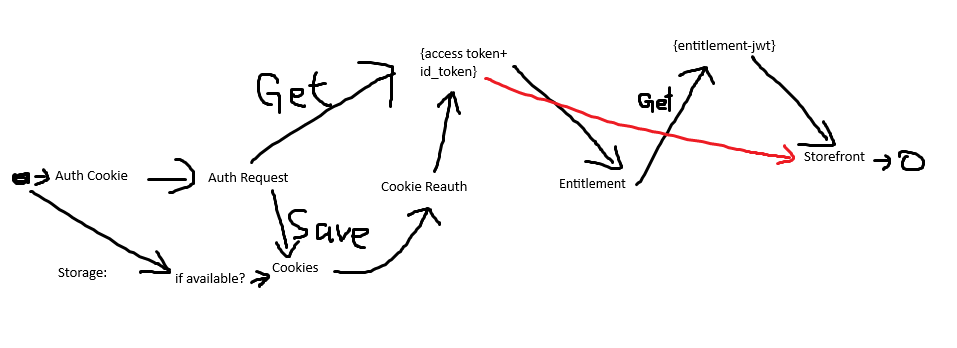 {entitlement-jwt}
{access token+
id_token}
Get
Get
Storefront
Auth Cookie
Auth Request
Cookie Reauth
Entitlement
Save
Storage:
if available?
Cookies